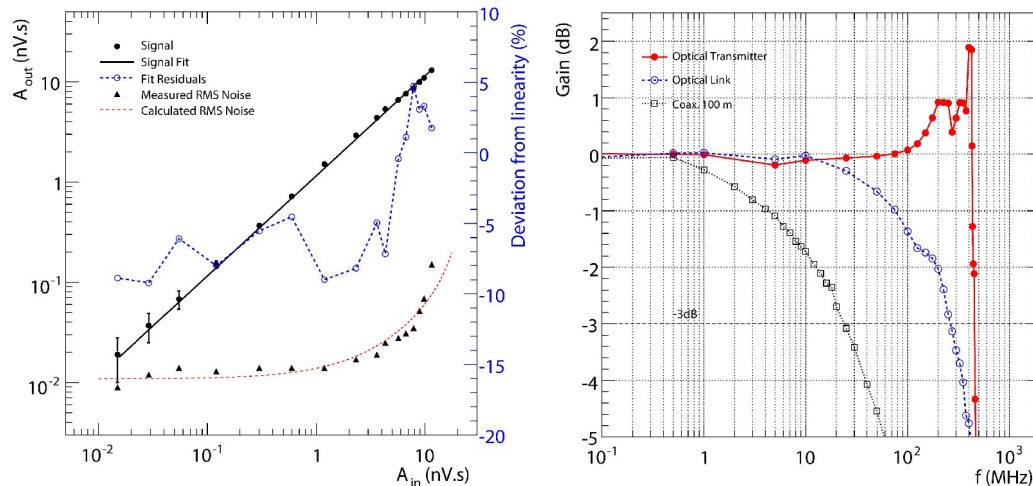 A_out (nV.s)
10
1
10^-1
10^-2
Signal
Signal Fit
Fit Residuals
Measured RMS Noise
Calculated RMS Noise
10
5
0
-5
-10
-15
-20
Deviation from linearity (%)
10^-2
10^-1
1
10
A_in (nV.s)
Gain (dB)
2
1
0
-1
-2
-3
-4
-5
Optical Transmitter
Optical Link
Coax. 100 m
-3dB
10^-1
1
10
10^2
10^3
f (MHz)